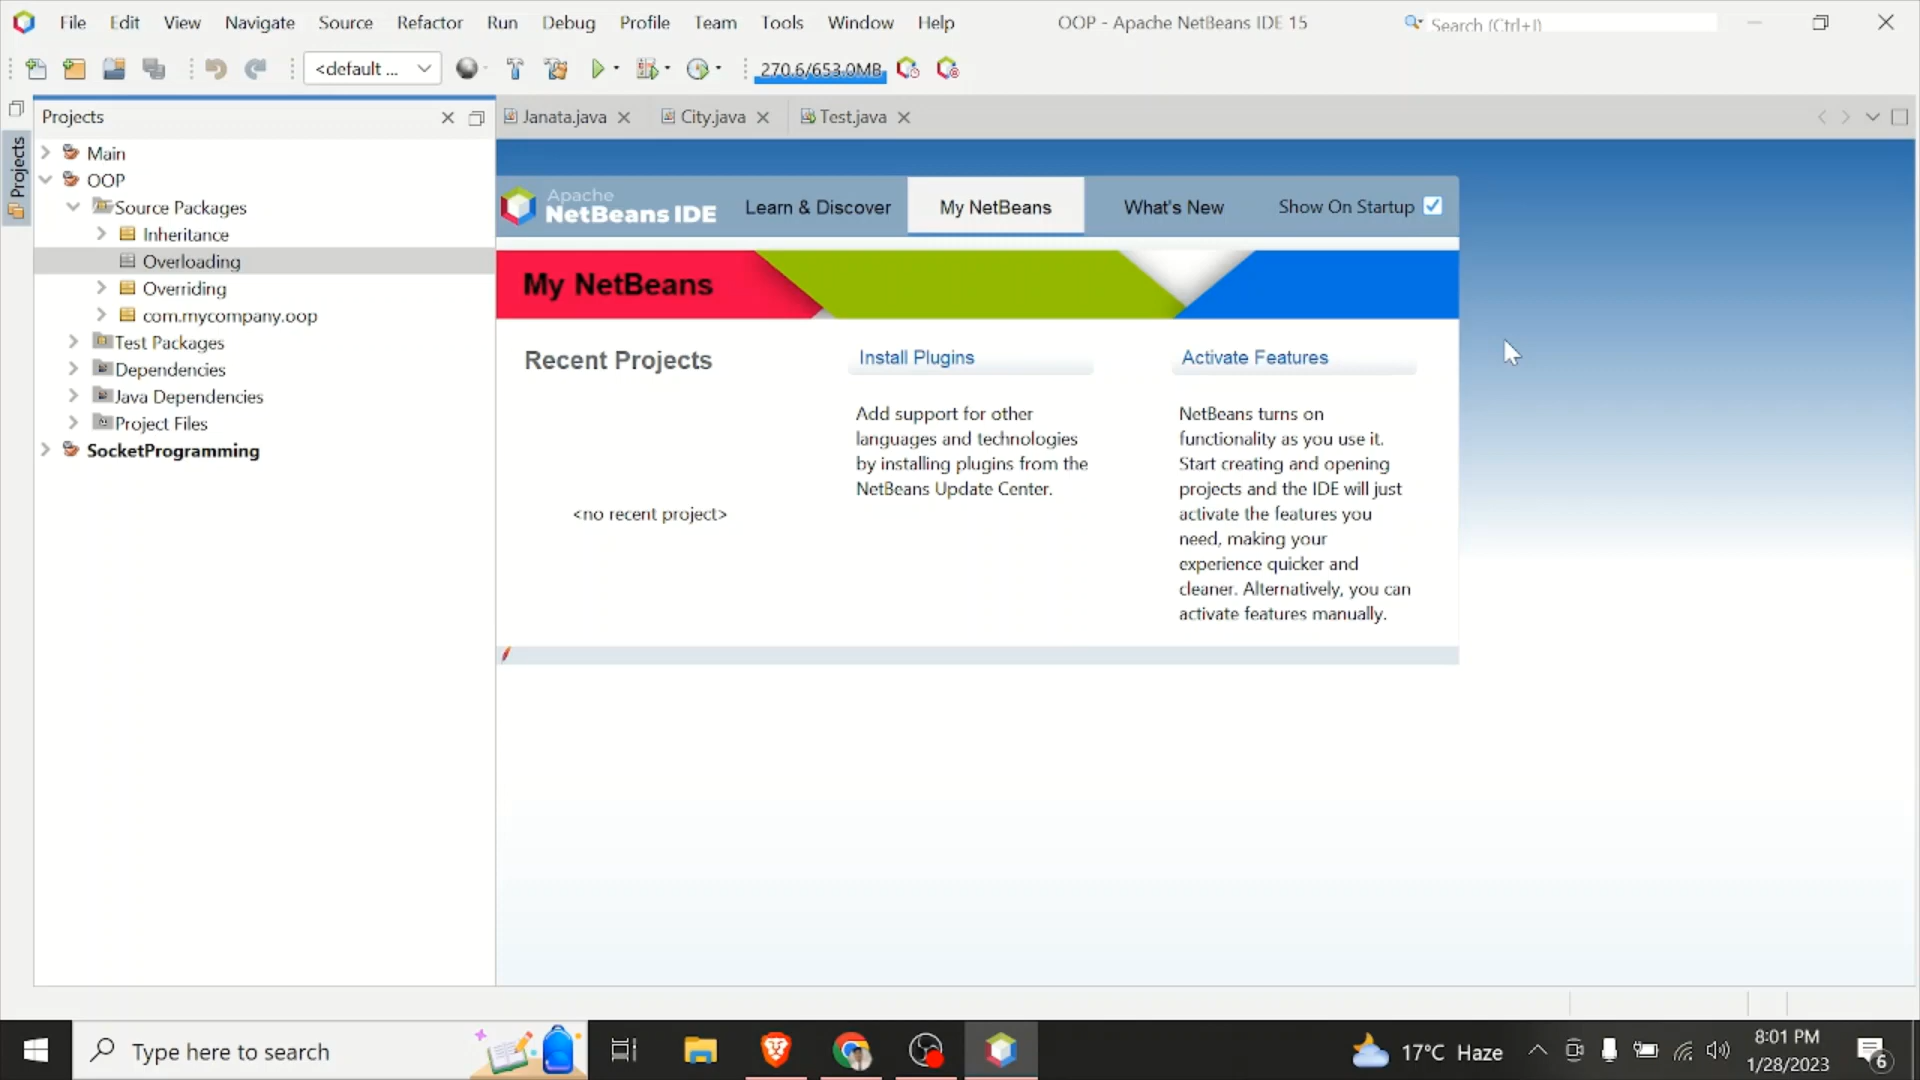 File Edit View Navigate Source Refactor Run Debug Profile Team Tools Window Help OOP - Apache NetBeans IDE 15 Search (Ctrl+I)
<default ... 270.6/653.0MB
Projects Janata.java City.java Test.java
Projects
Main
OOP
Source Packages
Inheritance
Overloading
Overriding
com.mycompany.oop
Test Packages
Dependencies
Java Dependencies
Project Files
SocketProgramming
Apache
NetBeans IDE Learn & Discover My NetBeans What's New Show On Startup
My NetBeans
Recent Projects
<no recent project>
Install Plugins
Add support for other
languages and technologies
by installing plugins from the
NetBeans Update Center.
Activate Features
NetBeans turns on
functionality as you use it.
Start creating and opening
projects and the IDE will just
activate the features you
need, making your
experience quicker and
cleaner. Alternatively, you can
activate features manually.
Type here to search 17°C Haze 8:01 PM
1/28/2023 6